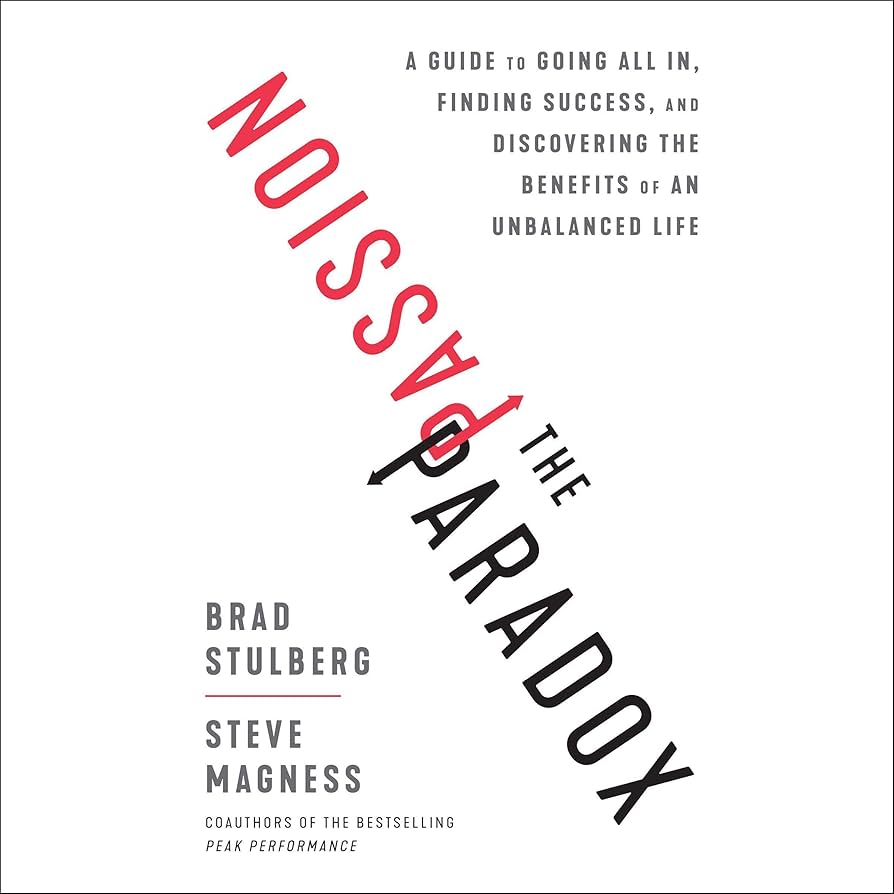 A GUIDE TO GOING ALL IN,
FINDING SUCCESS, AND
DISCOVERING THE
BENEFITS OF AN
UNBALANCED LIFE
THE
PASSION
PARADOX
BRAD
STULBERG
STEVE
MAGNESS
COAUTHORS OF THE BESTSELLING
PEAK PERFORMANCE